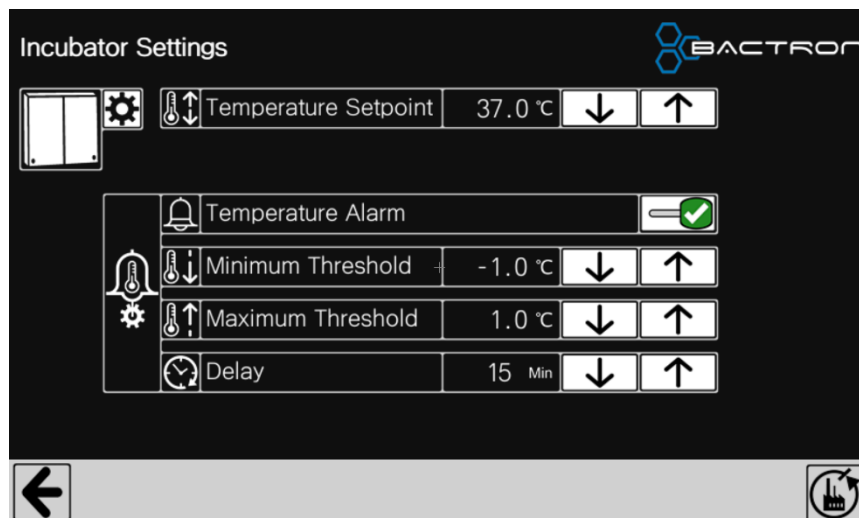 Incubator Settings
BACTRON
Temperature Setpoint 37.0 ℃
Temperature Alarm
Minimum Threshold -1.0 ℃
Maximum Threshold 1.0 ℃
Delay 15 Min